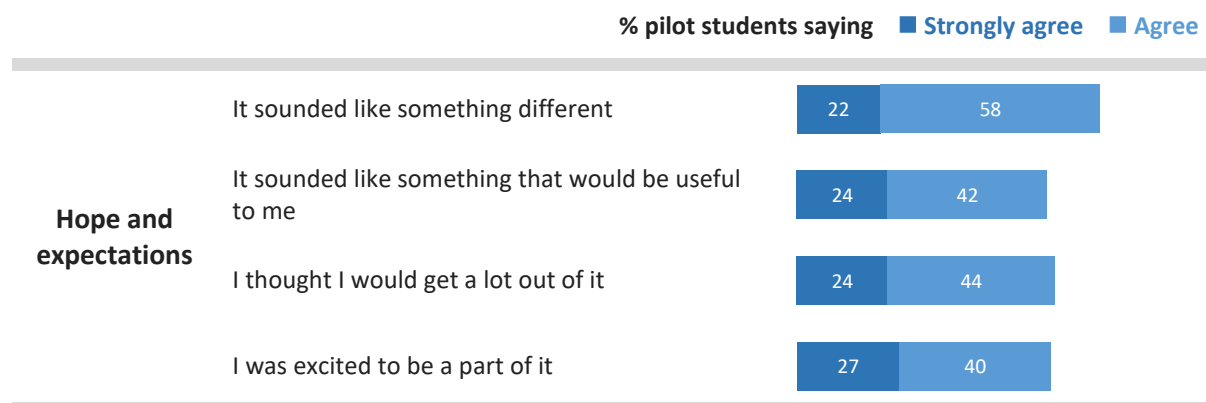 % pilot students saying Strongly agree Agree
It sounded like something different 22 58
It sounded like something that would be useful
to me 24 42
Hope and
expectations
I thought I would get a lot out of it 24 44
I was excited to be a part of it 27 40